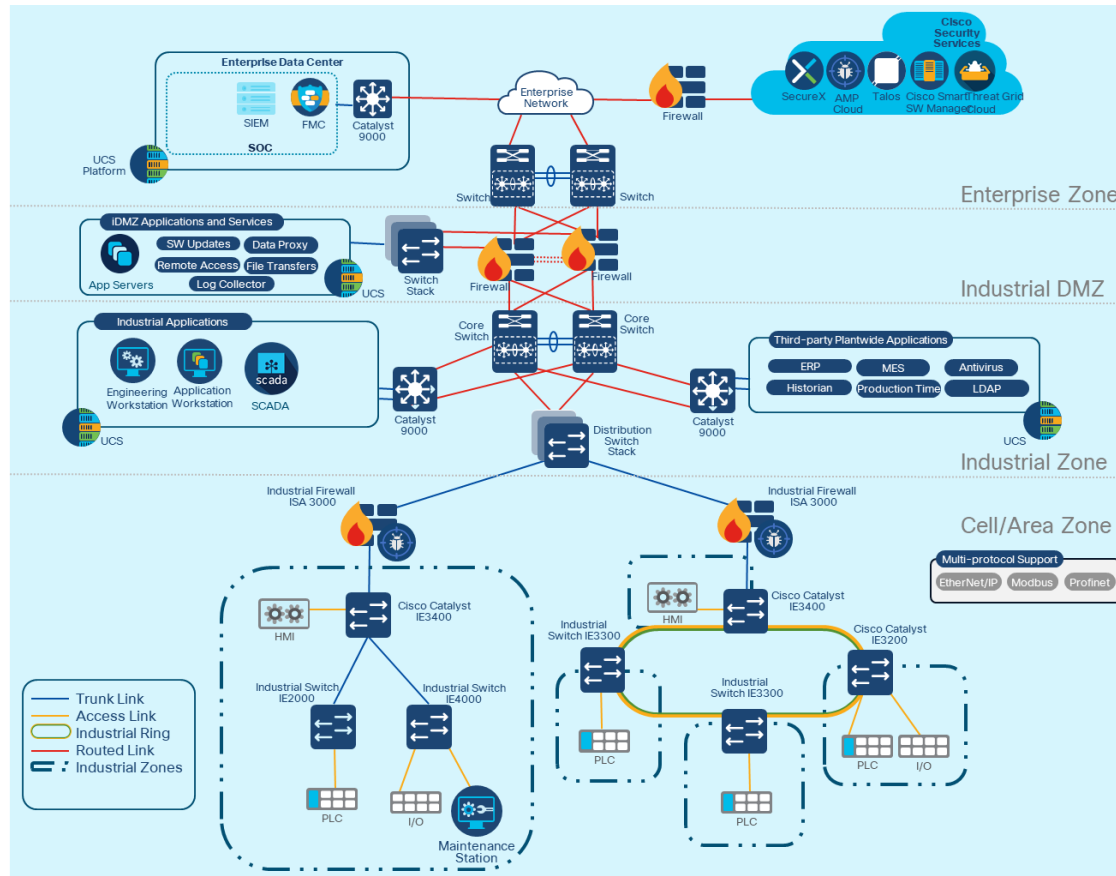 Cisco
Security
Services
Enterprise Data Center
SIEM
FMC
SOC
Catalyst
9000
UCS
Platform
Enterprise
Network
Firewall
SecureX
AMP
Cloud
Talos
Cisco Smart
SW Manager
Threat Grid
Cloud
Switch
Switch
Enterprise Zone
iDMZ Applications and Services
App Servers
SW Updates
Data Proxy
Remote Access
File Transfers
Log Collector
UCS
Switch
Stack
Firewall
Firewall
Industrial DMZ
Industrial Applications
Engineering
Workstation
Application
Workstation
scada
SCADA
UCS
Catalyst
9000
Core
Switch
Core
Switch
Third-party Plantwide Applications
ERP
MES
Antivirus
Historian
Production Time
LDAP
Catalyst
9000
UCS
Distribution
Switch
Stack
Industrial Zone
Industrial Firewall
ISA 3000
Industrial Firewall
ISA 3000
Cell/Area Zone
Multi-protocol Support
EtherNet/IP
Modbus
Profinet
HMI
Cisco Catalyst
IE3400
Industrial Switch
IE2000
Industrial Switch
IE4000
PLC
I/O
Maintenance
Station
HMI
Cisco Catalyst
IE3400
Industrial
Switch IE3300
Cisco Catalyst
IE3200
Industrial
Switch IE3300
PLC
PLC
PLC
I/O
Trunk Link
Access Link
Industrial Ring
Routed Link
Industrial Zones